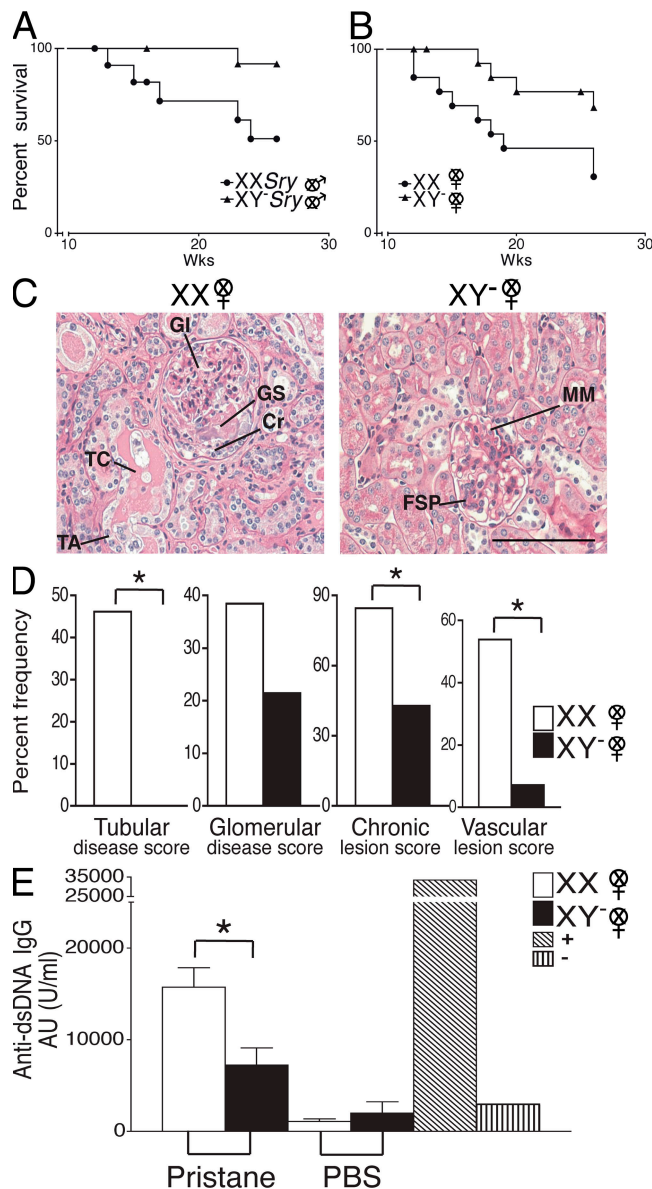 A
B
100
50
0
Percent survival
10 20 30
Wks
XXSry
XY-Sry
100
50
0
10 20 30
Wks
XX
XY-
C
XX
XY-
GI
GS
Cr
TC
TA
MM
FSP
D
Percent frequency
50
40
30
20
10
0
40
30
20
10
0
90
60
30
0
60
40
20
0
*
*
*
XX
XY-
Tubular Glomerular Chronic Vascular
disease score disease score lesion score lesion score
E
Anti-dsDNA IgG
AU (U/ml)
35000
25000
20000
10000
0
*
XX
XY-
+
-
Pristane PBS